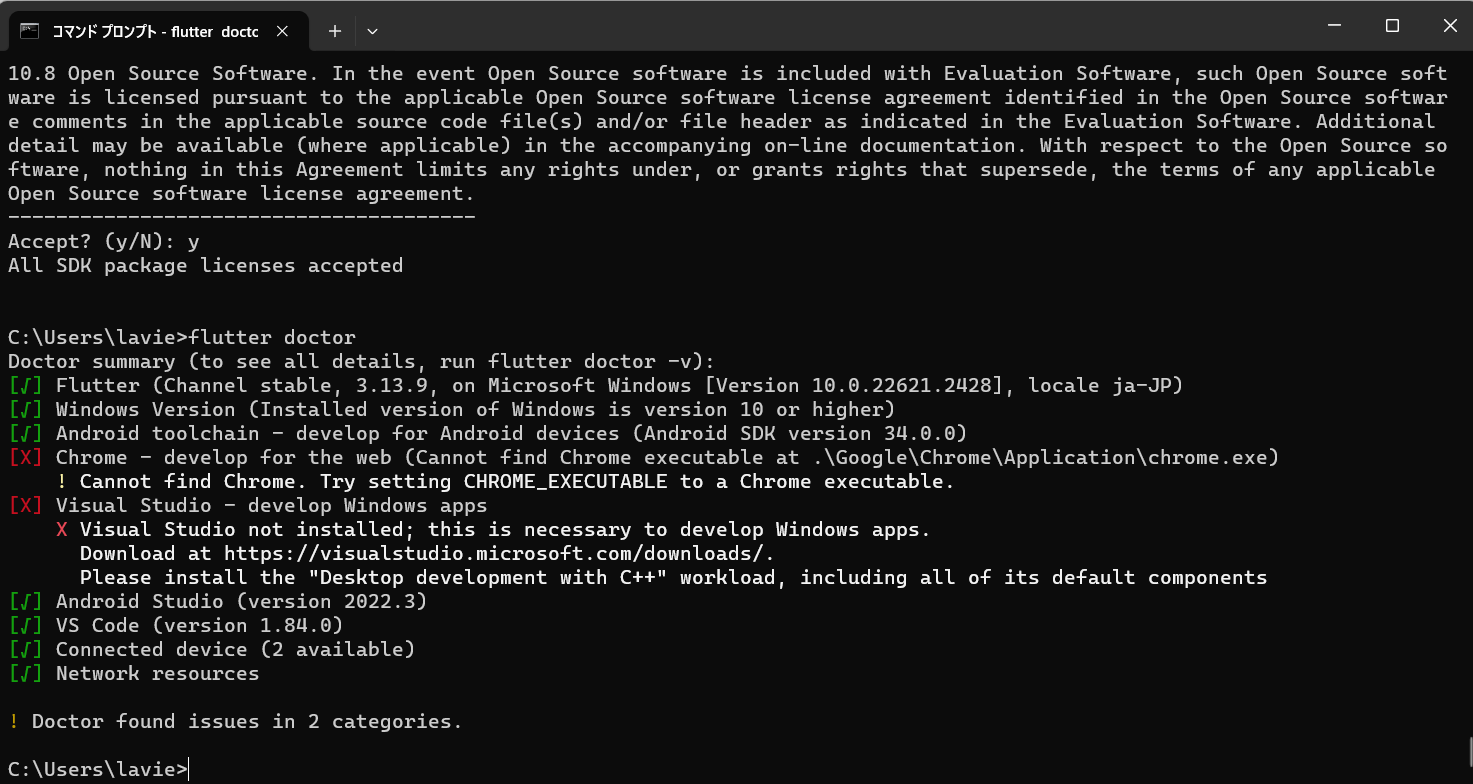 コマンド プロンプト - flutter  docto
10.8 Open Source Software. In the event Open Source software is included with Evaluation Software, such Open Source soft
ware is licensed pursuant to the applicable Open Source software license agreement identified in the Open Source softwar
e comments in the applicable source code file(s) and/or file header as indicated in the Evaluation Software. Additional
detail may be available (where applicable) in the accompanying on-line documentation. With respect to the Open Source so
ftware, nothing in this Agreement limits any rights under, or grants rights that supersede, the terms of any applicable
Open Source software license agreement.
---------------------------------------
Accept? (y/N): y
All SDK package licenses accepted
C:\Users\lavie>flutter doctor
Doctor summary (to see all details, run flutter doctor -v):
[√] Flutter (Channel stable, 3.13.9, on Microsoft Windows [Version 10.0.22621.2428], locale ja-JP)
[√] Windows Version (Installed version of Windows is version 10 or higher)
[√] Android toolchain - develop for Android devices (Android SDK version 34.0.0)
[X] Chrome - develop for the web (Cannot find Chrome executable at .\Google\Chrome\Application\chrome.exe)
! Cannot find Chrome. Try setting CHROME_EXECUTABLE to a Chrome executable.
[X] Visual Studio - develop Windows apps
X Visual Studio not installed; this is necessary to develop Windows apps.
Download at https://visualstudio.microsoft.com/downloads/.
Please install the "Desktop development with C++" workload, including all of its default components
[√] Android Studio (version 2022.3)
[√] VS Code (version 1.84.0)
[√] Connected device (2 available)
[√] Network resources
! Doctor found issues in 2 categories.
C:\Users\lavie>